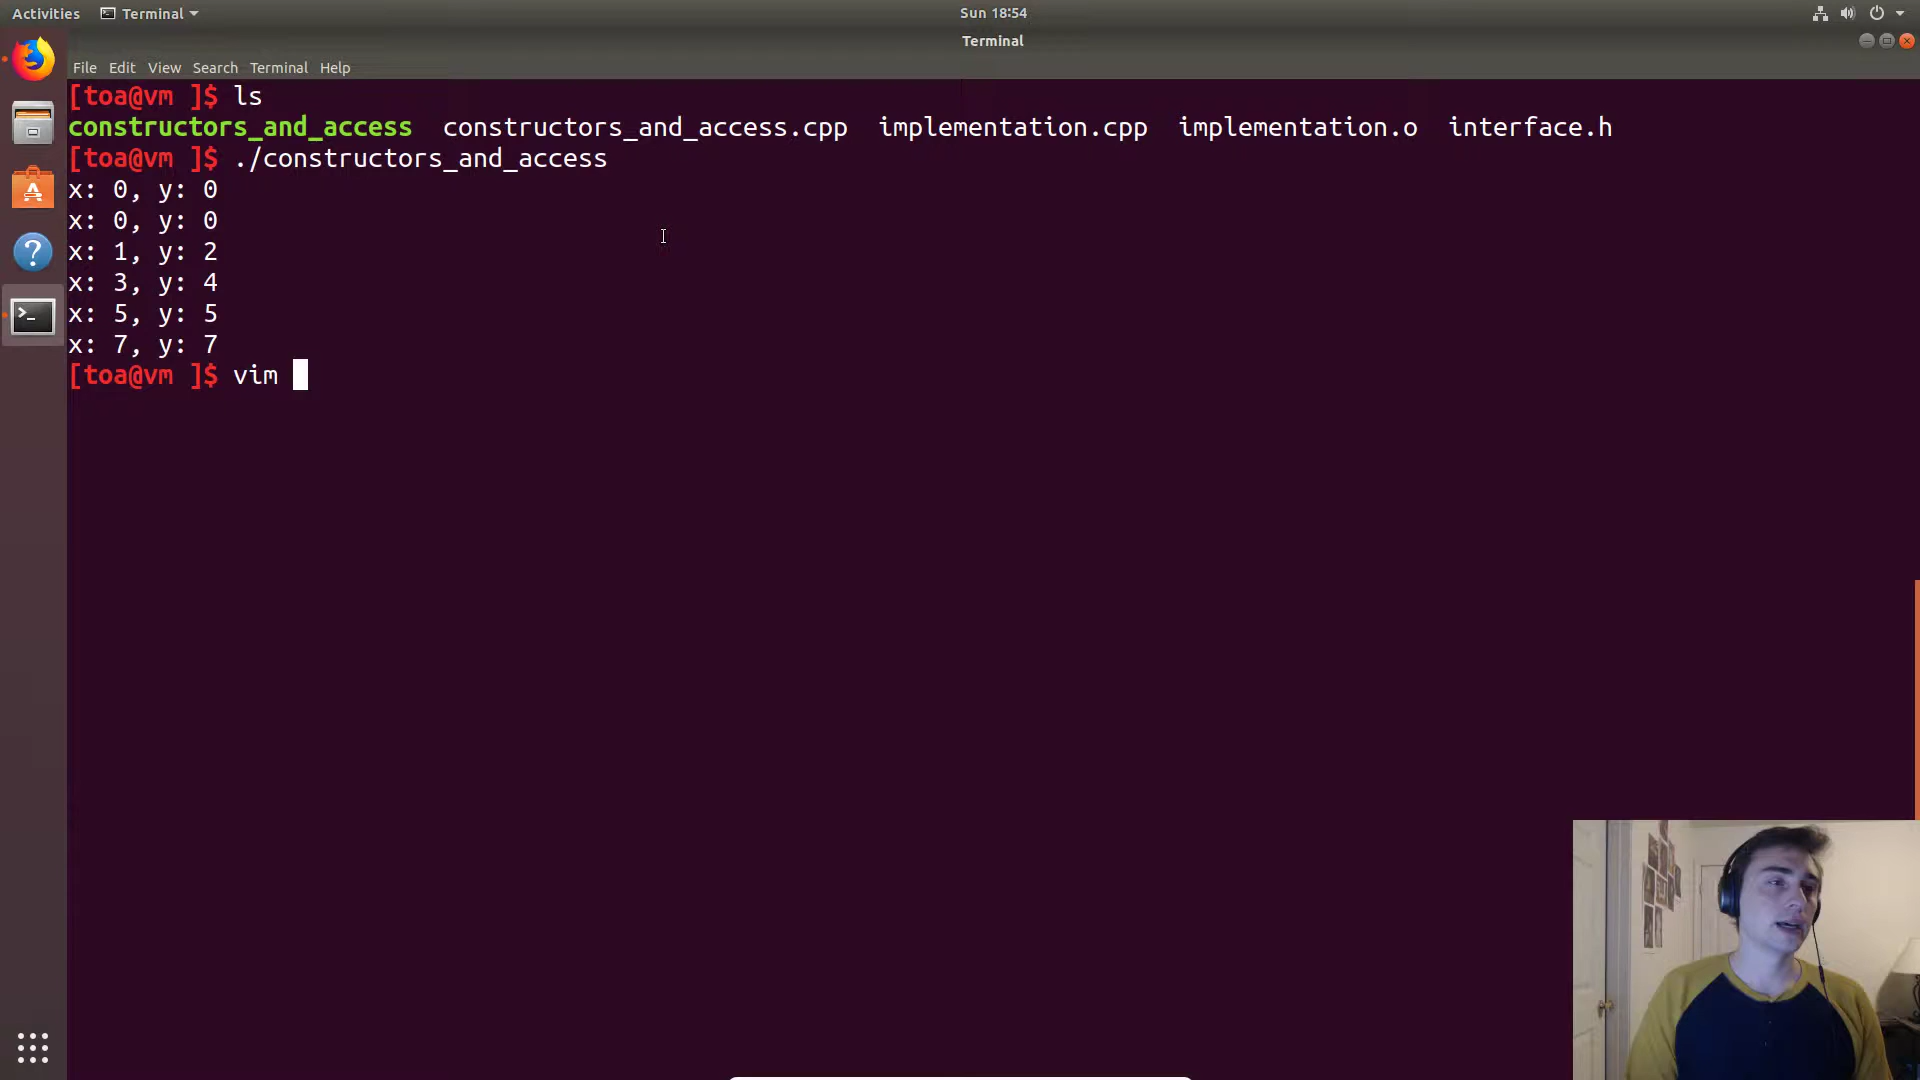 Activities Terminal Sun 18:54
Terminal
File Edit View Search Terminal Help
[toa@vm ]$ ls
constructors_and_access constructors_and_access.cpp implementation.cpp implementation.o interface.h
[toa@vm ]$ ./constructors_and_access
x: 0, y: 0
x: 0, y: 0
x: 1, y: 2
x: 3, y: 4
x: 5, y: 5
x: 7, y: 7
[toa@vm ]$ vim